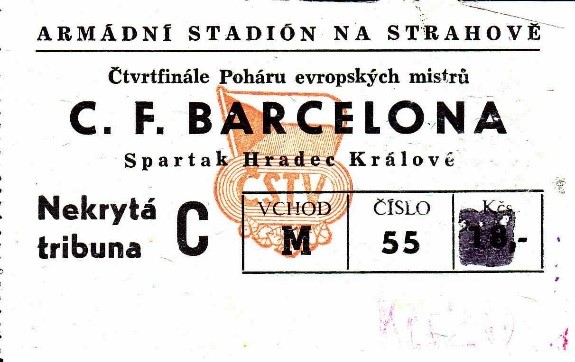 ARMÁDNÍ STADIÓN NA STRAHOVĚ
Čtvrtfinále Poháru evropských mistrů
C. F. BARCELONA
Spartak Hradec Králové
ČSTV
Nekrytá tribuna C
VCHOD M
ČÍSLO 55
Kčs 18,-